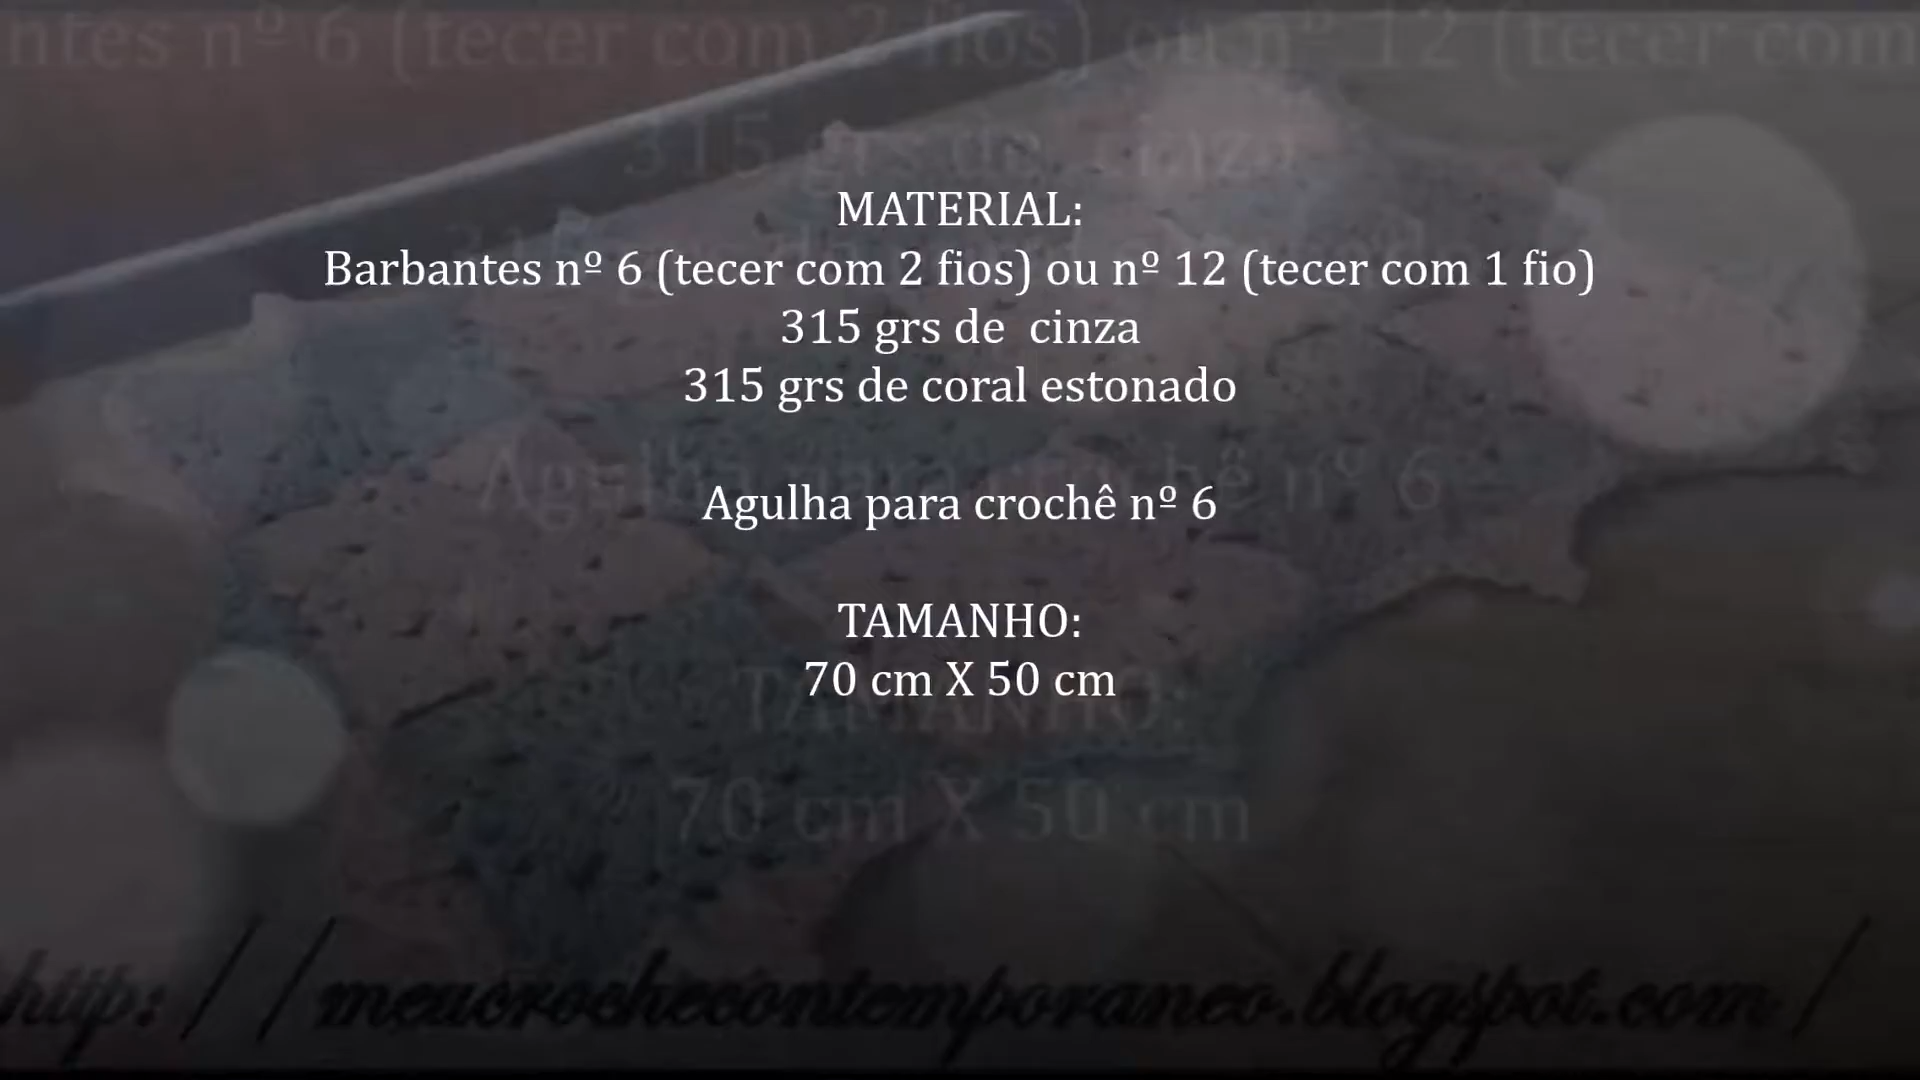 MATERIAL:
Barbantes nº 6 (tecer com 2 fios) ou nº 12 (tecer com 1 fio)
315 grs de  cinza
315 grs de coral estonado
Agulha para crochê nº 6
TAMANHO:
70 cm X 50 cm
http://meucrochecontemporaneo.blogspot.com/